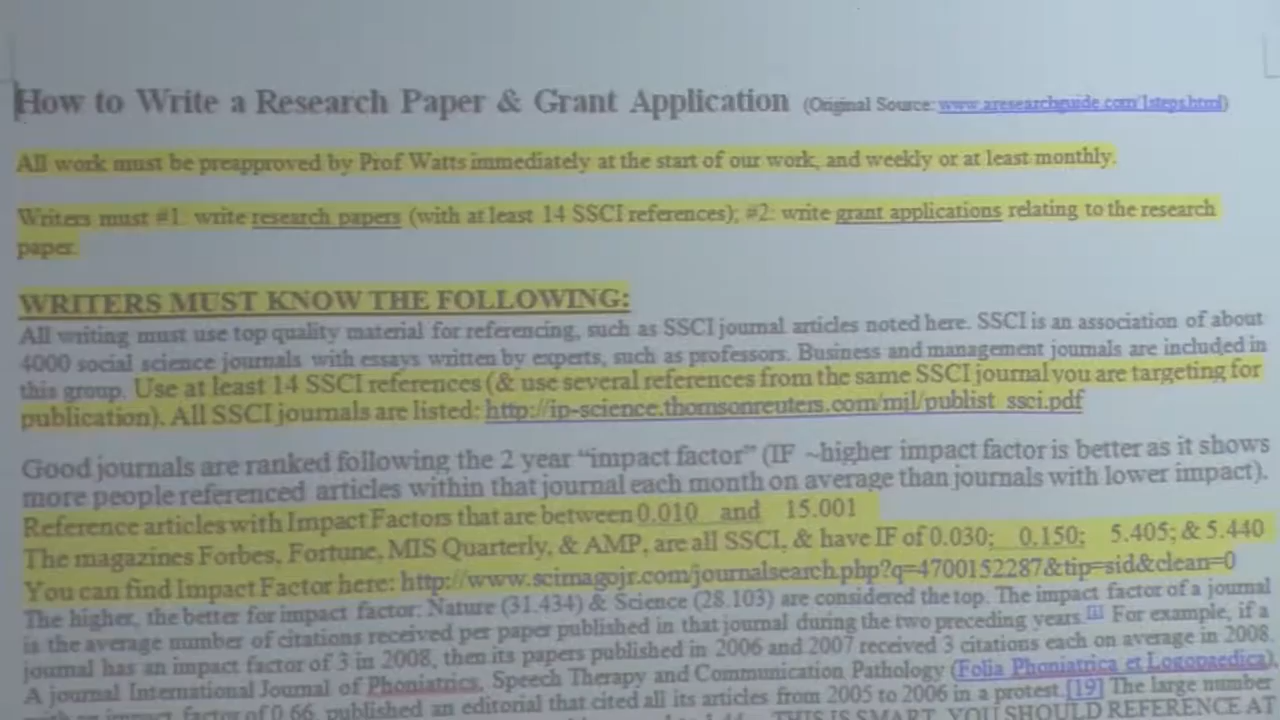 How to Write a Research Paper & Grant Application (Original Source: www.aresearchguide.com/1steps.html)
All work must be preapproved by Prof Watts immediately at the start of our work, and weekly or at least monthly.
Writers must #1: write research papers (with at least 14 SSCI references); #2: write grant applications relating to the research
paper.
WRITERS MUST KNOW THE FOLLOWING:
All writing must use top quality material for referencing, such as SSCI journal articles noted here. SSCI is an association of about
4000 social science journals with essays written by experts, such as professors. Business and management journals are included in
this group. Use at least 14 SSCI references (& use several references from the same SSCI journal you are targeting for
publication). All SSCI journals are listed: http://ip-science.thomsonreuters.com/mjl/publist_ssci.pdf
Good journals are ranked following the 2 year “impact factor” (IF ~higher impact factor is better as it shows
more people referenced articles within that journal each month on average than journals with lower impact).
Reference articles with Impact Factors that are between 0.010 and 15.001
The magazines Forbes, Fortune, MIS Quarterly, & AMP, are all SSCI, & have IF of 0.030; 0.150; 5.405; & 5.440
You can find Impact Factor here: http://www.scimagojr.com/journalsearch.php?q=4700152287&tip=sid&clean=0
The higher, the better for impact factor: Nature (31.434) & Science (28.103) are considered the top. The impact factor of a journal
is the average number of citations received per paper published in that journal during the two preceding years.[1] For example, if a
journal has an impact factor of 3 in 2008, then its papers published in 2006 and 2007 received 3 citations each on average in 2008.
A journal International Journal of Phoniatrics, Speech Therapy and Communication Pathology (Folia Phoniatrica et Logopaedica),
with an impact factor of 0.66, published an editorial that cited all its articles from 2005 to 2006 in a protest.[19] The large number
THIS IS SMART, YOU SHOULD REFERENCE AT